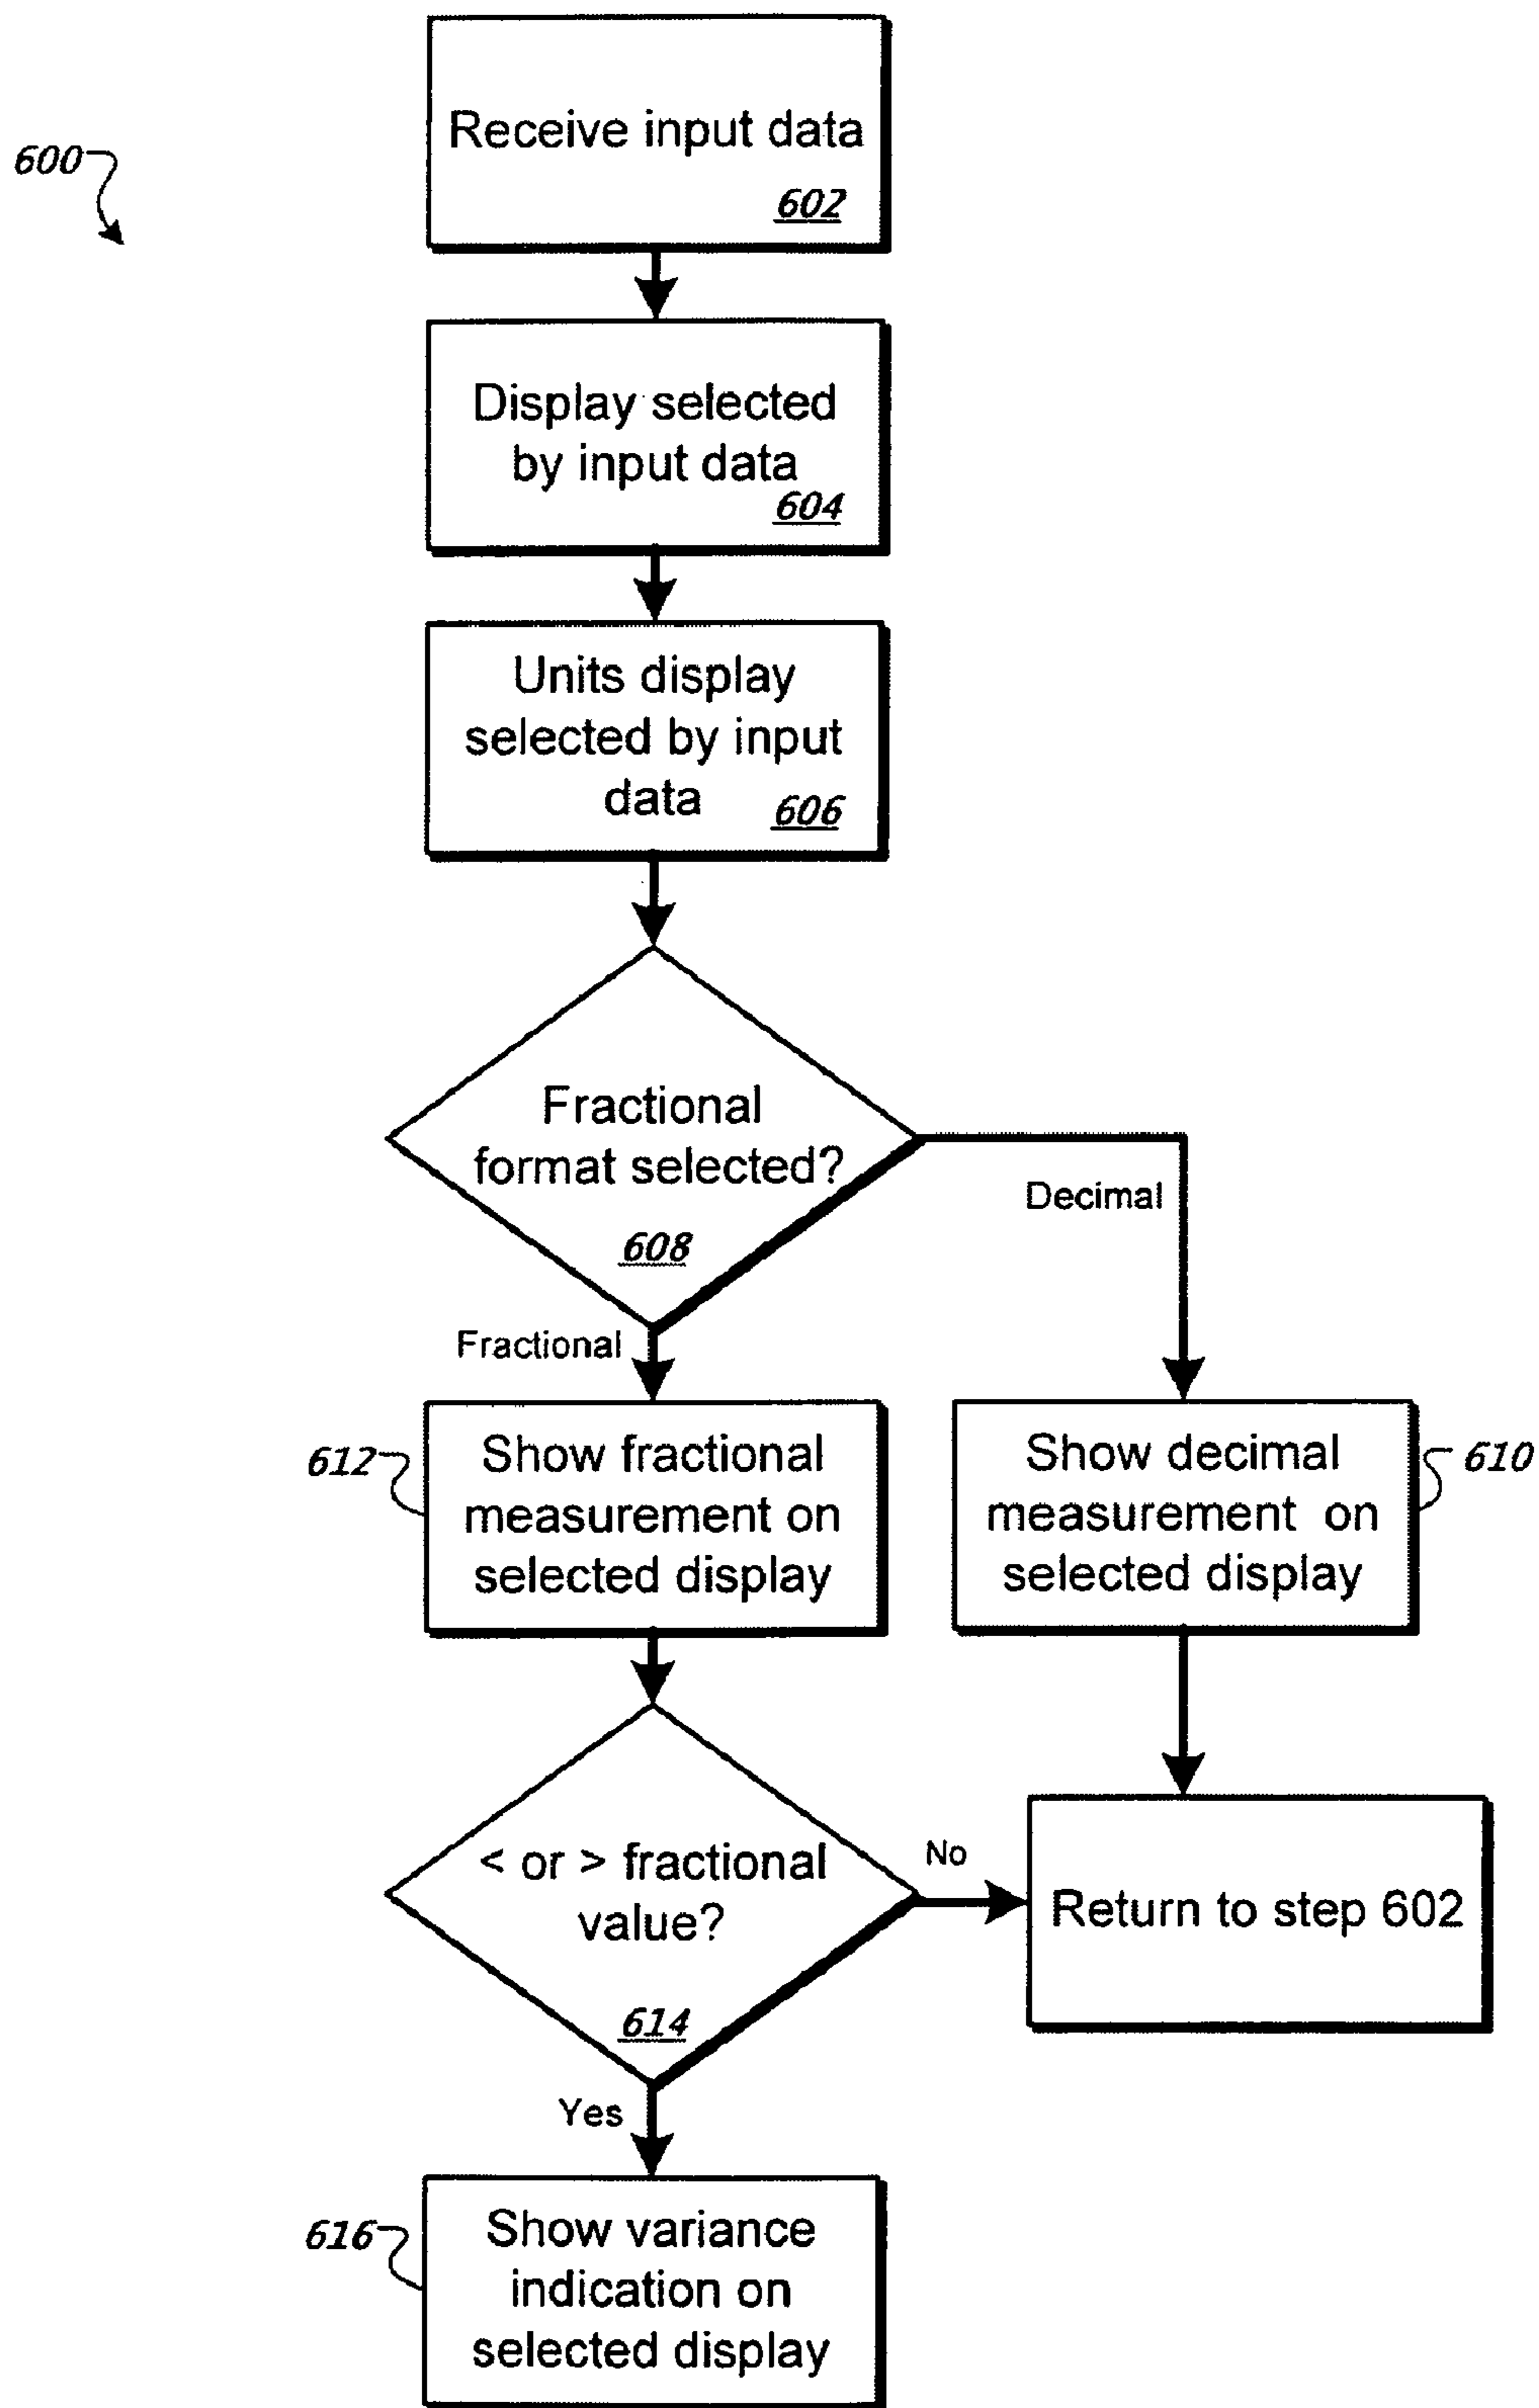 600
Receive input data
602
Display selected
by input data
604
Units display
selected by input
data
606
Fractional
format selected?
608
Decimal
Fractional
612
Show fractional
measurement on
selected display
Show decimal
measurement on
selected display
610
< or > fractional
value?
614
No
Return to step 602
Yes
616
Show variance
indication on
selected display